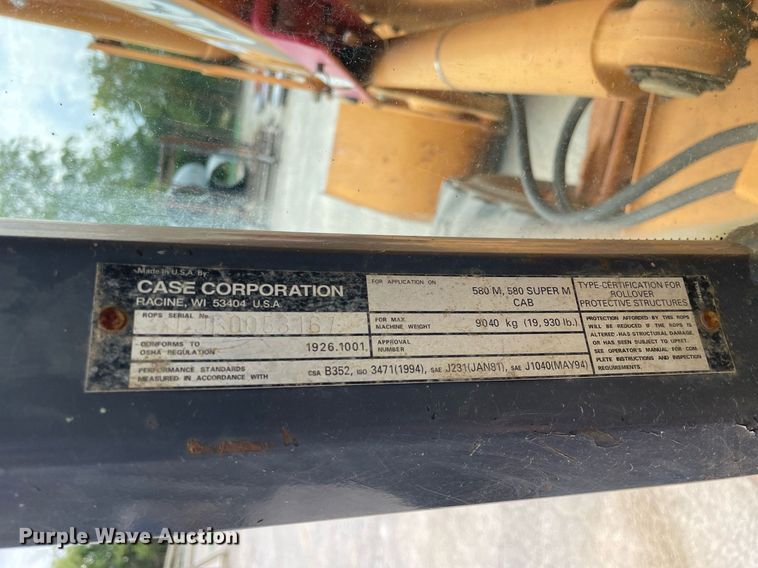 Made In U.S.A. By:
CASE CORPORATION
RACINE, WI 53404 U.S.A.
ROPS SERIAL No.
CONFORMS TO
OSHA REGULATION 1926.1001
PERFORMANCE STANDARDS
MEASURED IN ACCORDANCE WITH CSA B352, ISO 3471(1994), SAE J231(JAN81), SAE J1040(MAY94)
FOR APPLICATION ON 580 M, 580 SUPER M
CAB
FOR MAX.
MACHINE WEIGHT 9040 kg (19,930 lb.)
APPROVAL
NUMBER
TYPE-CERTIFICATION FOR
ROLLOVER
PROTECTIVE STRUCTURES
PROTECTION AFFORDED BY THIS ROPS
WILL BE REDUCED IF THE ROPS IS
ALTERED, HAS STRUCTURAL DAMAGE,
OR HAS BEEN SUBJECT TO UPSET.
SEE OPERATOR'S MANUAL FOR COM-
PLETE INSTRUCTIONS AND INSPECTION
REQUIREMENTS.
Purple Wave Auction